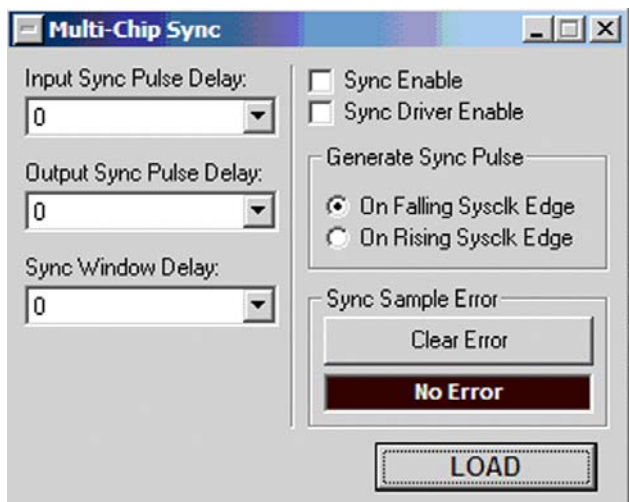 Multi-Chip Sync
Input Sync Pulse Delay:
0
Output Sync Pulse Delay:
0
Sync Window Delay:
0
Sync Enable
Sync Driver Enable
Generate Sync Pulse
On Falling Sysclk Edge
On Rising Sysclk Edge
Sync Sample Error
Clear Error
No Error
LOAD